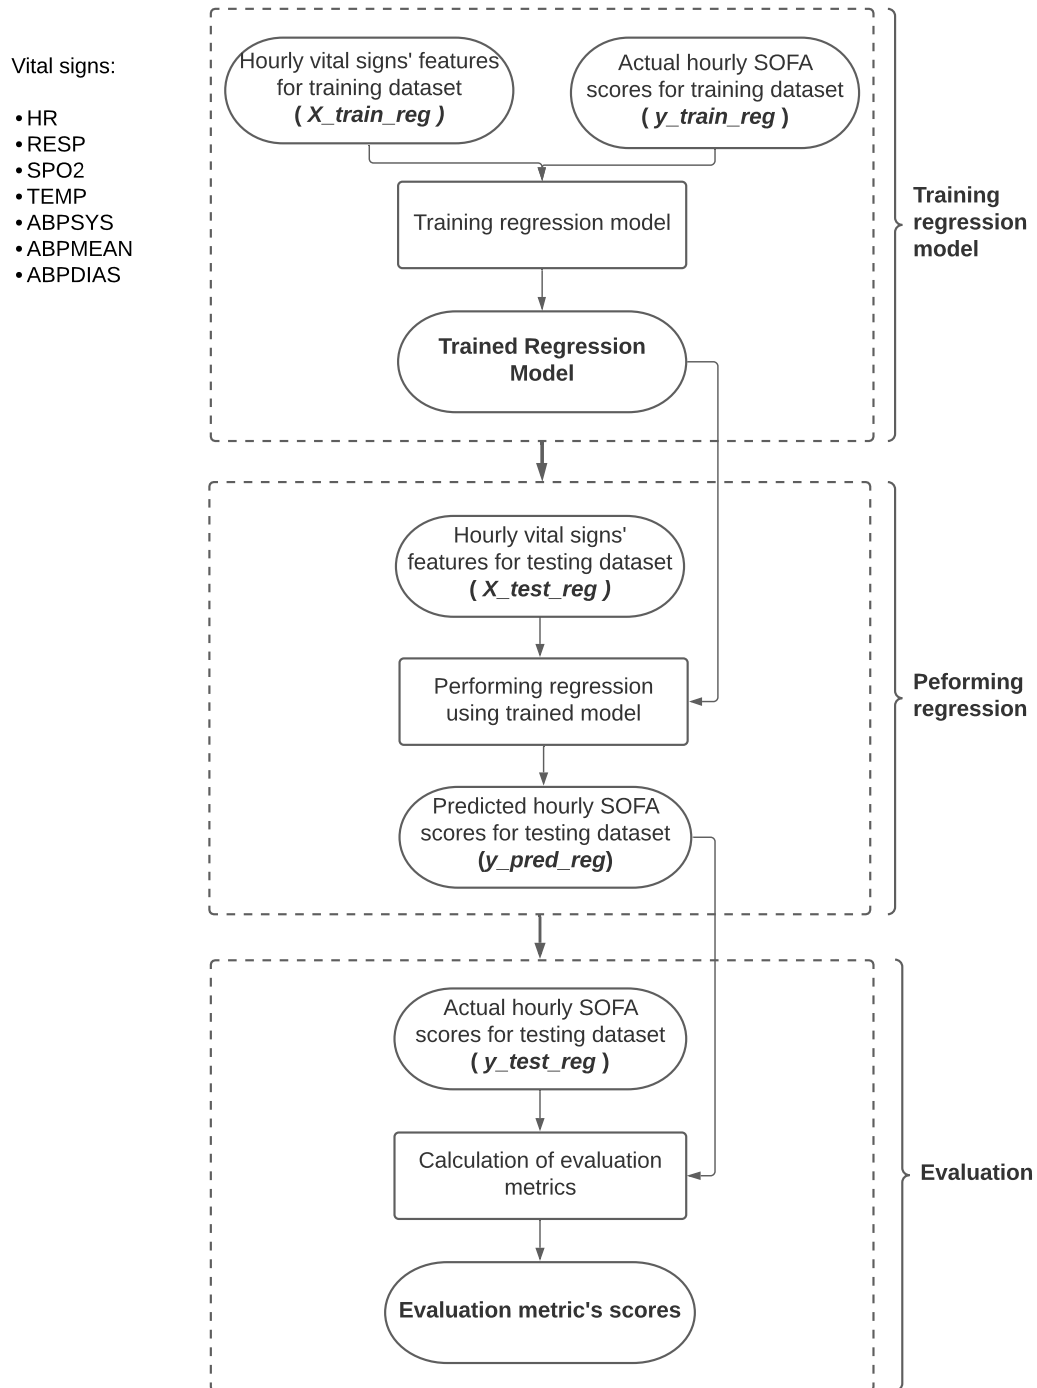 Vital signs:
• HR
• RESP
• SPO2
• TEMP
• ABPSYS
• ABPMEAN
• ABPDIAS
Hourly vital signs' features
for training dataset
( X_train_reg )
Actual hourly SOFA
scores for training dataset
( y_train_reg )
Training regression model
Trained Regression
Model
Training
regression
model
Hourly vital signs'
features for testing dataset
( X_test_reg )
Performing regression
using trained model
Predicted hourly SOFA
scores for testing dataset
(y_pred_reg)
Peforming
regression
Actual hourly SOFA
scores for testing dataset
( y_test_reg )
Calculation of evaluation
metrics
Evaluation metric's scores
Evaluation